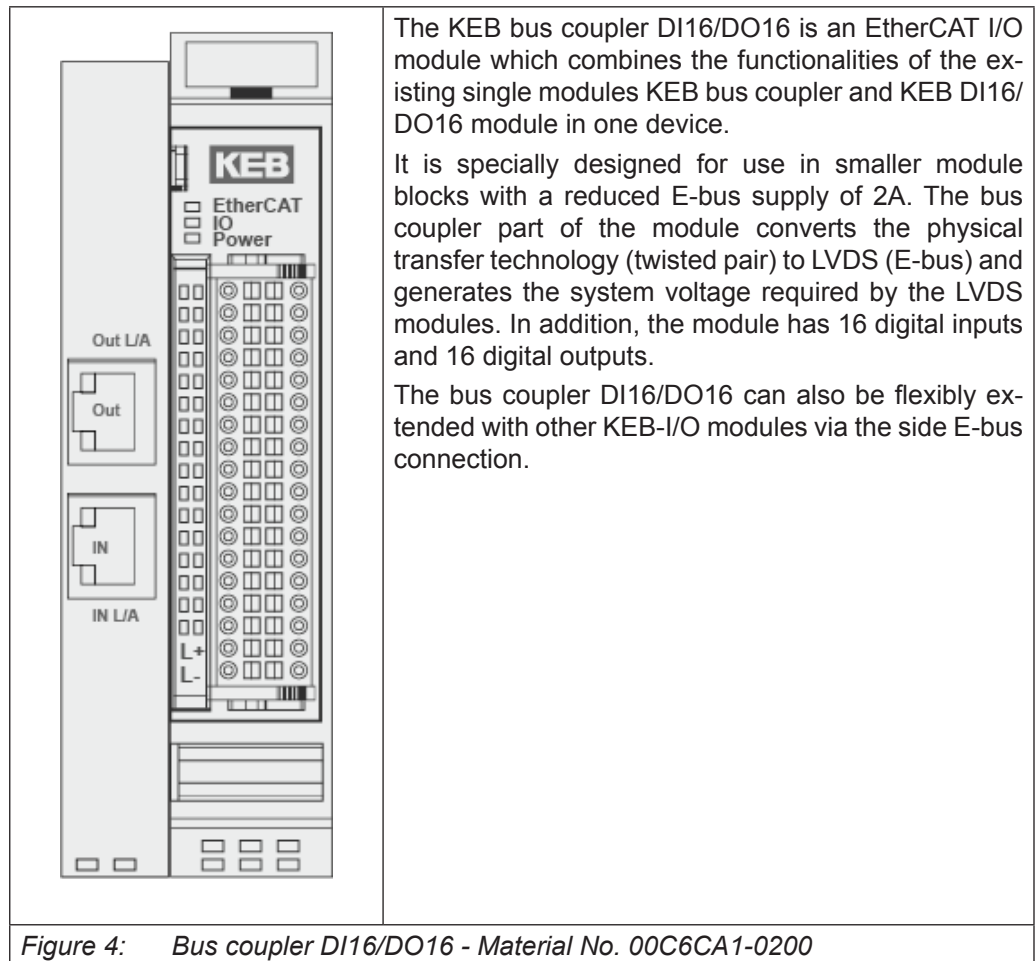 KEB
EtherCAT
IO
Power
Out L/A
Out
IN
IN L/A
L+
L-
The KEB bus coupler DI16/DO16 is an EtherCAT I/O
module which combines the functionalities of the ex-
isting single modules KEB bus coupler and KEB DI16/
DO16 module in one device.
It is specially designed for use in smaller module
blocks with a reduced E-bus supply of 2A. The bus
coupler part of the module converts the physical
transfer technology (twisted pair) to LVDS (E-bus) and
generates the system voltage required by the LVDS
modules. In addition, the module has 16 digital inputs
and 16 digital outputs.
The bus coupler DI16/DO16 can also be flexibly ex-
tended with other KEB-I/O modules via the side E-bus
connection.
Figure 4: Bus coupler DI16/DO16 - Material No. 00C6CA1-0200